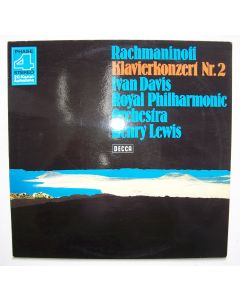 PHASE
4
STEREO
Rachmaninoff
Klavierkonzert Nr. 2
Ivan Davis
Royal Philharmonic
Orchestra
Henry Lewis
DECCA